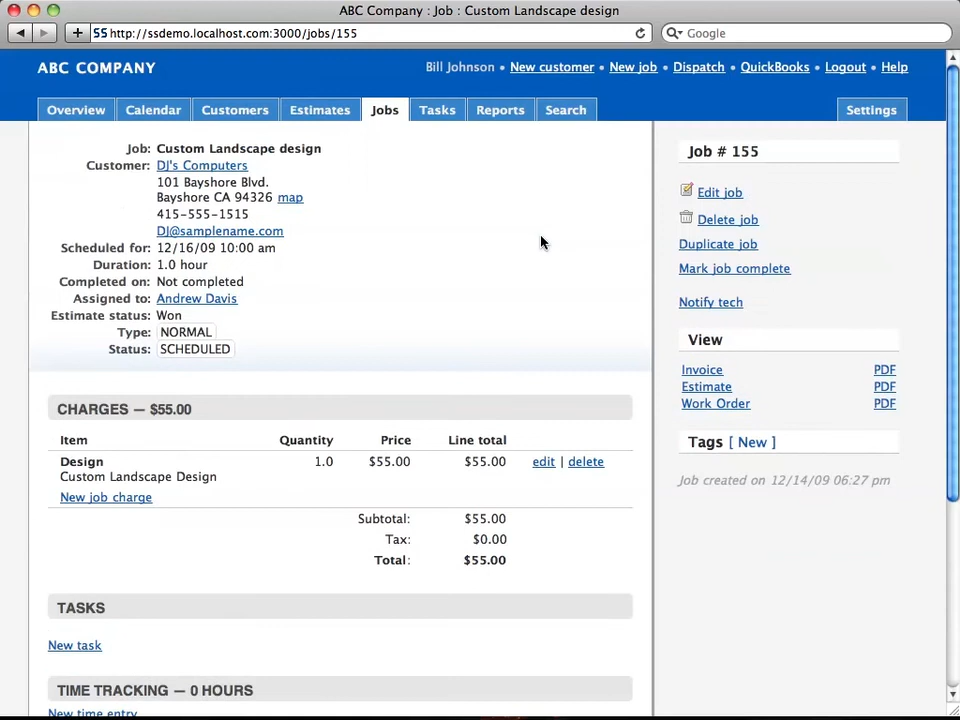 ABC Company : Job : Custom Landscape design
SS http://ssdemo.localhost.com:3000/jobs/155
Google
ABC COMPANY
Bill Johnson • New customer • New job • Dispatch • QuickBooks • Logout • Help
Overview Calendar Customers Estimates Jobs Tasks Reports Search Settings
Job: Custom Landscape design
Customer: DJ's Computers
101 Bayshore Blvd.
Bayshore CA 94326 map
415-555-1515
DJ@samplename.com
Scheduled for: 12/16/09 10:00 am
Duration: 1.0 hour
Completed on: Not completed
Assigned to: Andrew Davis
Estimate status: Won
Type: NORMAL
Status: SCHEDULED
CHARGES — $55.00
Item Quantity Price Line total
Design 1.0 $55.00 $55.00 edit | delete
Custom Landscape Design
New job charge
Subtotal: $55.00
Tax: $0.00
Total: $55.00
TASKS
New task
TIME TRACKING — 0 HOURS
New time entry
Job # 155
Edit job
Delete job
Duplicate job
Mark job complete
Notify tech
View
Invoice PDF
Estimate PDF
Work Order PDF
Tags [ New ]
Job created on 12/14/09 06:27 pm